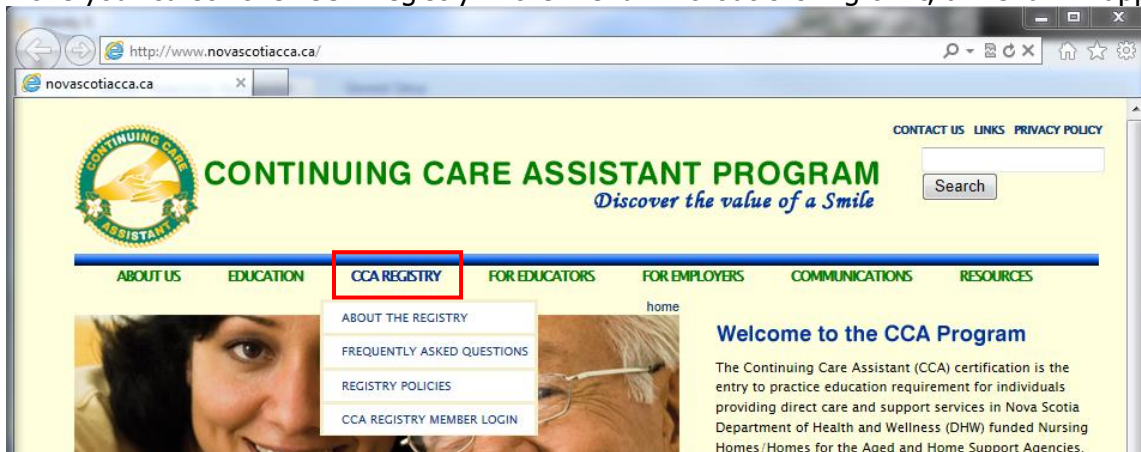 http://www.novascotiacca.ca/
novascotiacca.ca
CONTACT US LINKS PRIVACY POLICY
CONTINUING CARE ASSISTANT
CONTINUING CARE ASSISTANT PROGRAM
Discover the value of a Smile
Search
ABOUT US EDUCATION CCA REGISTRY FOR EDUCATORS FOR EMPLOYERS COMMUNICATIONS RESOURCES
home
ABOUT THE REGISTRY
FREQUENTLY ASKED QUESTIONS
REGISTRY POLICIES
CCA REGISTRY MEMBER LOGIN
Welcome to the CCA Program
The Continuing Care Assistant (CCA) certification is the
entry to practice education requirement for individuals
providing direct care and support services in Nova Scotia
Department of Health and Wellness (DHW) funded Nursing
Homes/Homes for the Aged and Home Support Agencies.